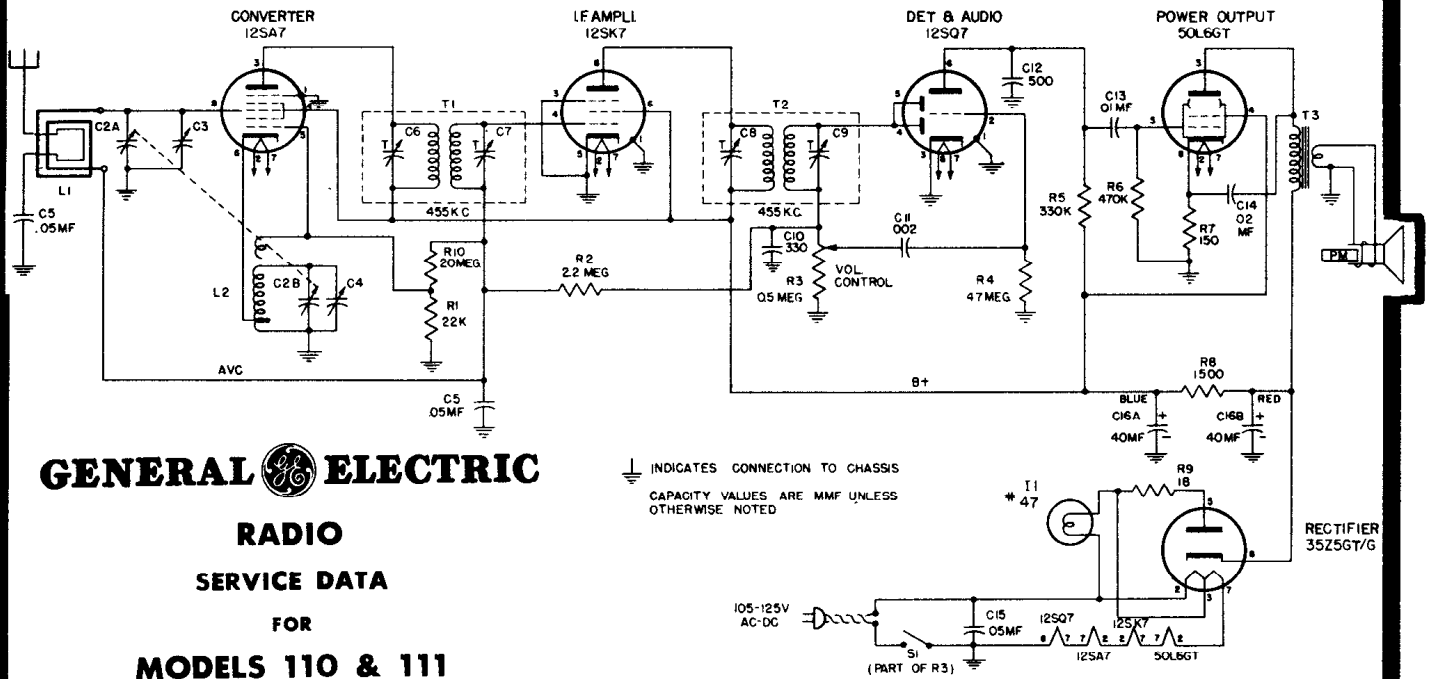 CONVERTER
12SA7
I.F. AMPLI.
12SK7
DET & AUDIO
12SQ7
POWER OUTPUT
50L6GT
T1
T2
T3
C2A
C3
C6
C7
C8
C9
C12
500
C13
.01MF
L1
C5
.05MF
455KC
455KC
C10
330
C11
002
R5
330K
R6
470K
R7
150
C14
02
MF
PM
L2
C2B
C4
R10
20MEG
R1
22K
R2
2.2 MEG
R3
0.5 MEG
VOL.
CONTROL
R4
47MEG
AVC
C5
.05MF
B+
R8
1500
BLUE
RED
C16A
40MF
C16B
40MF
GENERAL GE ELECTRIC
RADIO
SERVICE DATA
FOR
MODELS 110 & 111
INDICATES CONNECTION TO CHASSIS
CAPACITY VALUES ARE MMF UNLESS
OTHERWISE NOTED
I1
# 47
R9
18
RECTIFIER
35Z5GT/G
105-125V
AC-DC
S1
(PART OF R3)
C15
05MF
12SQ7
12SK7
12SA7
50L6GT